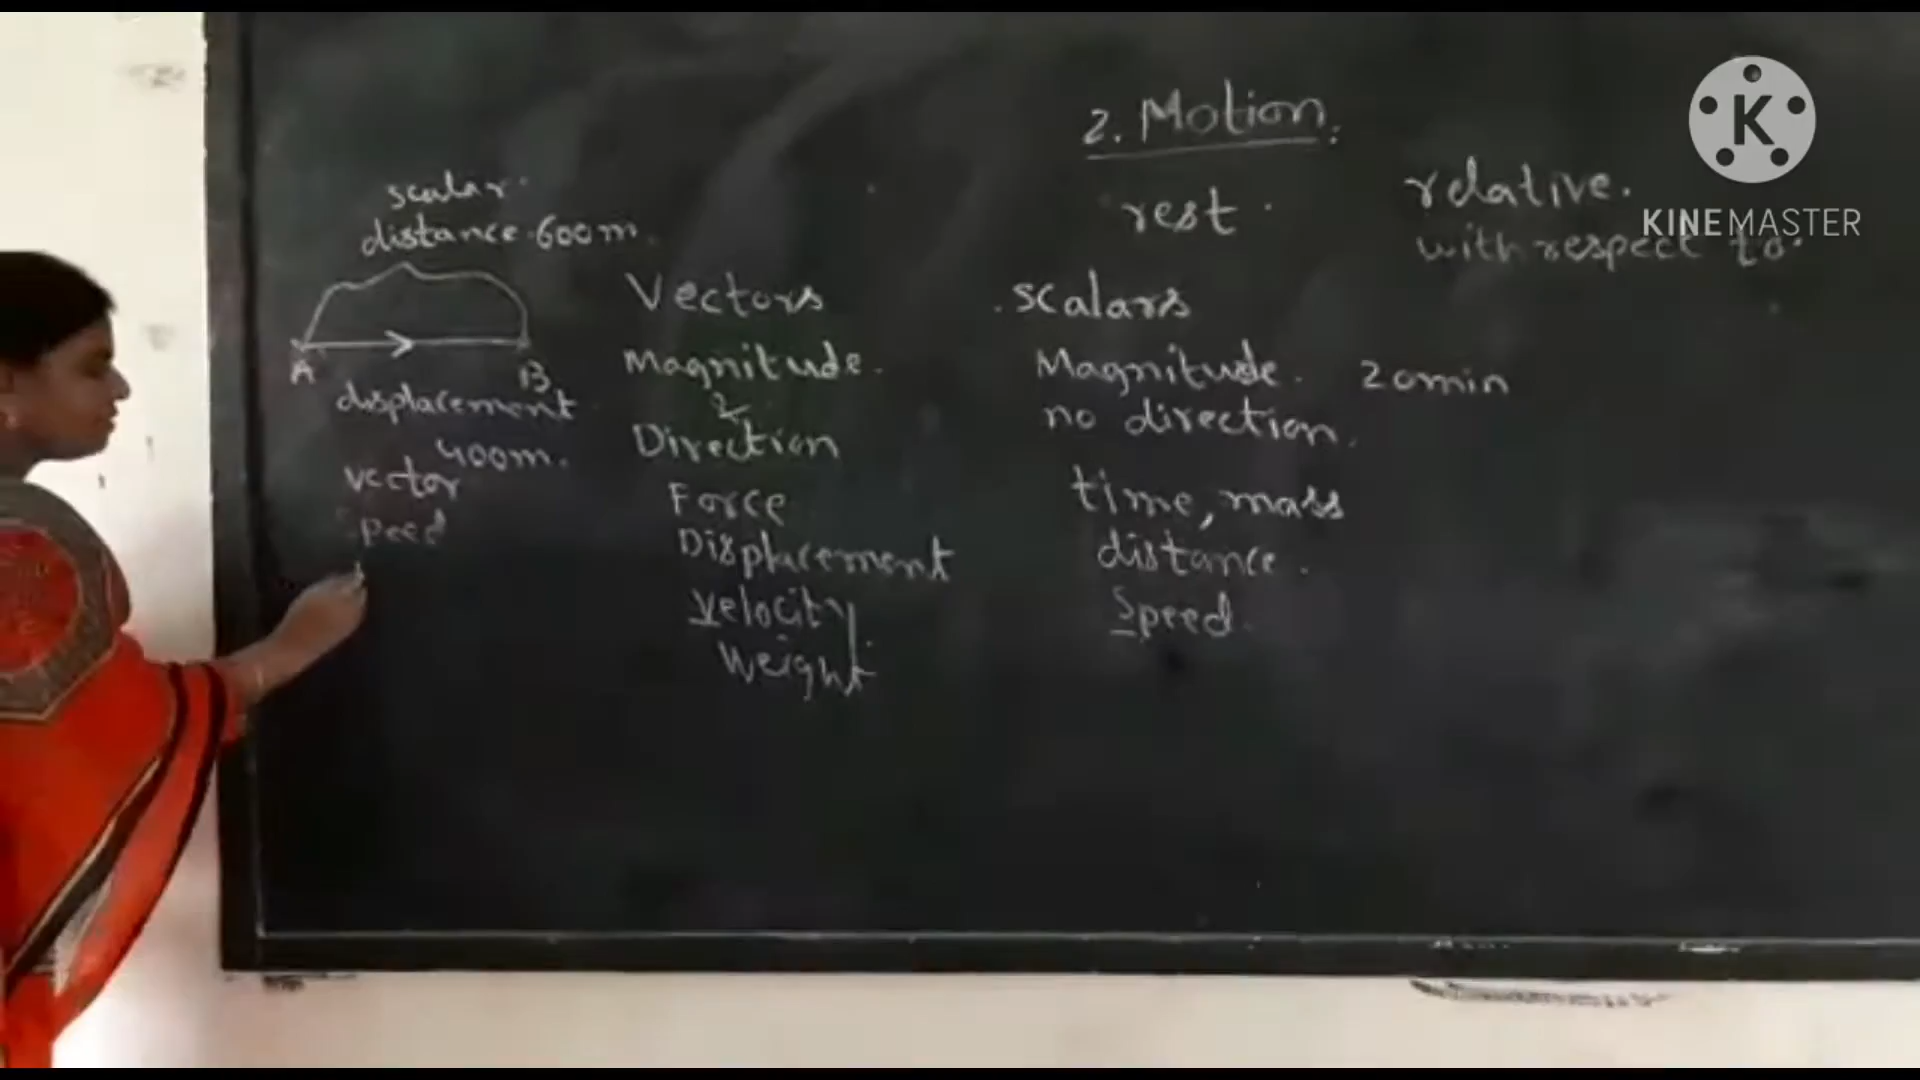 2. Motion.
rest.
relative.
with respect to.
K
KINEMASTER
scalar.
distance. 600m.
A
B
displacement
400m.
vector
speed
Vectors
Magnitude.
&
Direction
Force
Displacement
Velocity
Weight
scalars
Magnitude. 20min
no direction.
time, mass
distance.
Speed.